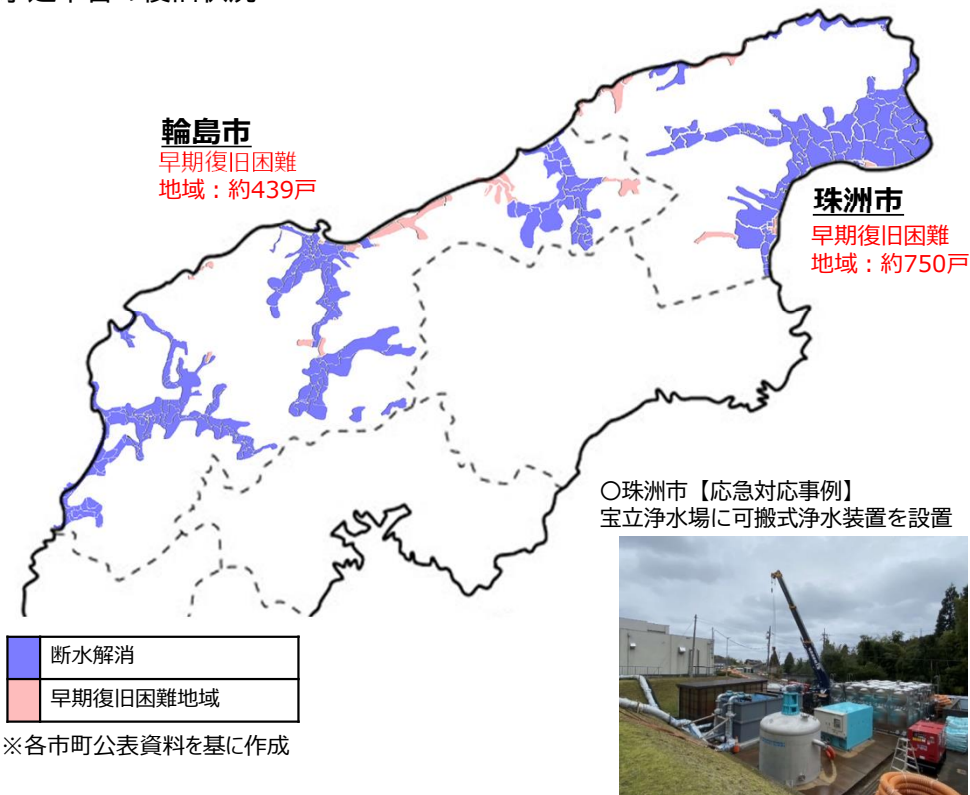 輪島市
早期復旧困難
地域：約439戸
珠洲市
早期復旧困難
地域：約750戸
〇珠洲市【応急対応事例】
宝立浄水場に可搬式浄水装置を設置
断水解消
早期復旧困難地域
※各市町公表資料を基に作成